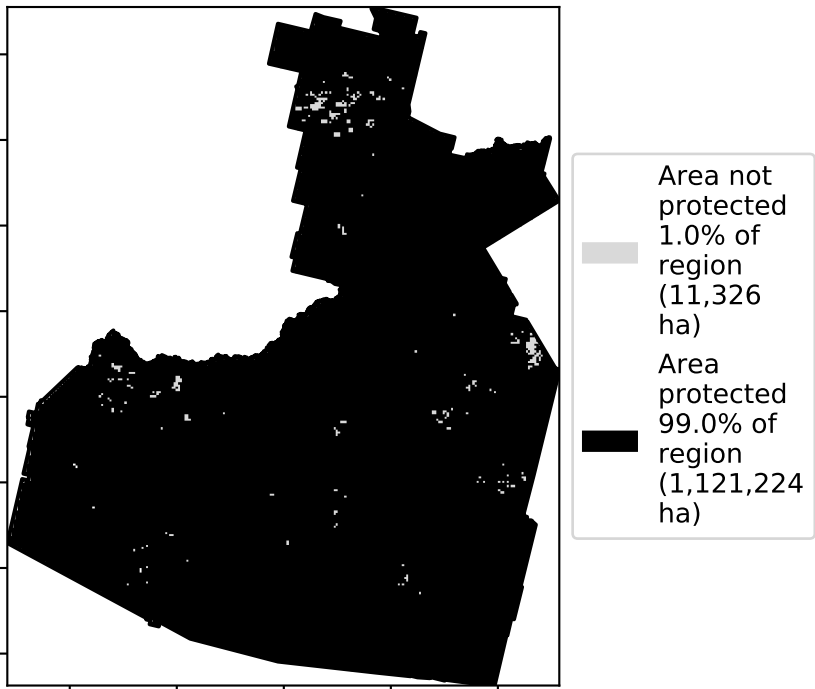 Area not
protected
1.0% of
region
(11,326
ha)
Area
protected
99.0% of
region
(1,121,224
ha)